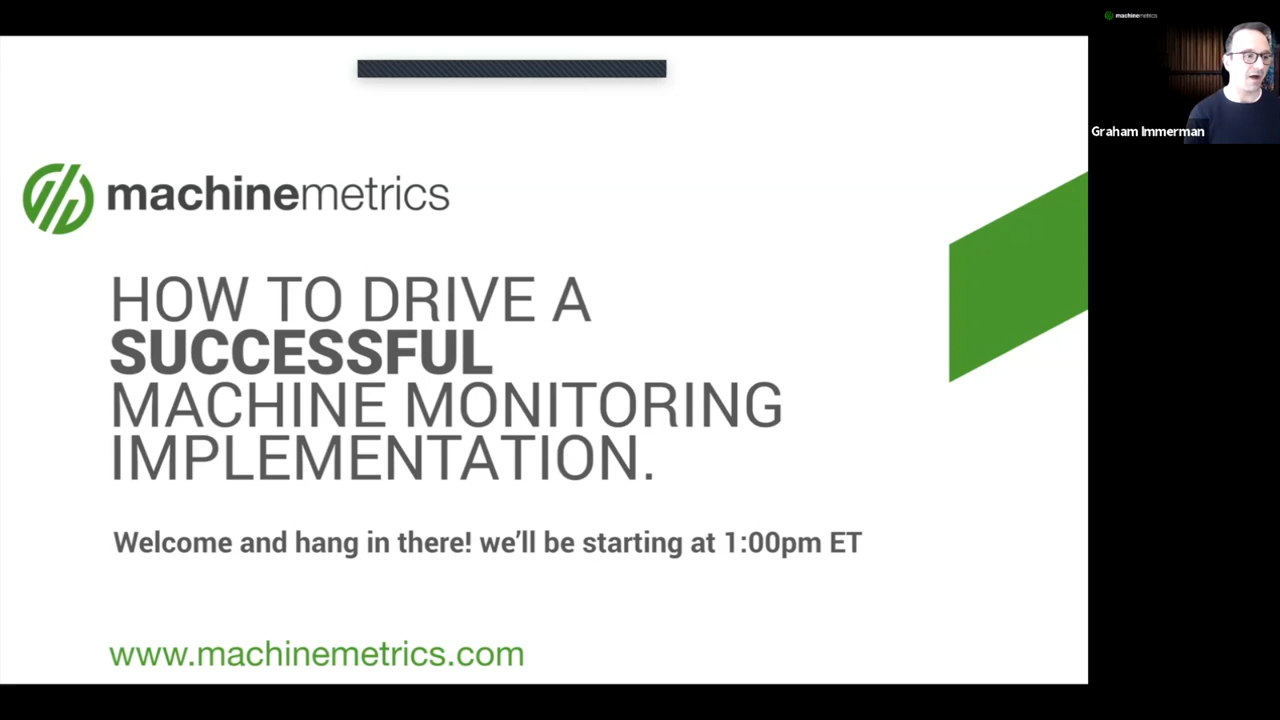 machinemetrics
Graham Immerman
machinemetrics
HOW TO DRIVE A
SUCCESSFUL
MACHINE MONITORING
IMPLEMENTATION.
Welcome and hang in there! we'll be starting at 1:00pm ET
www.machinemetrics.com